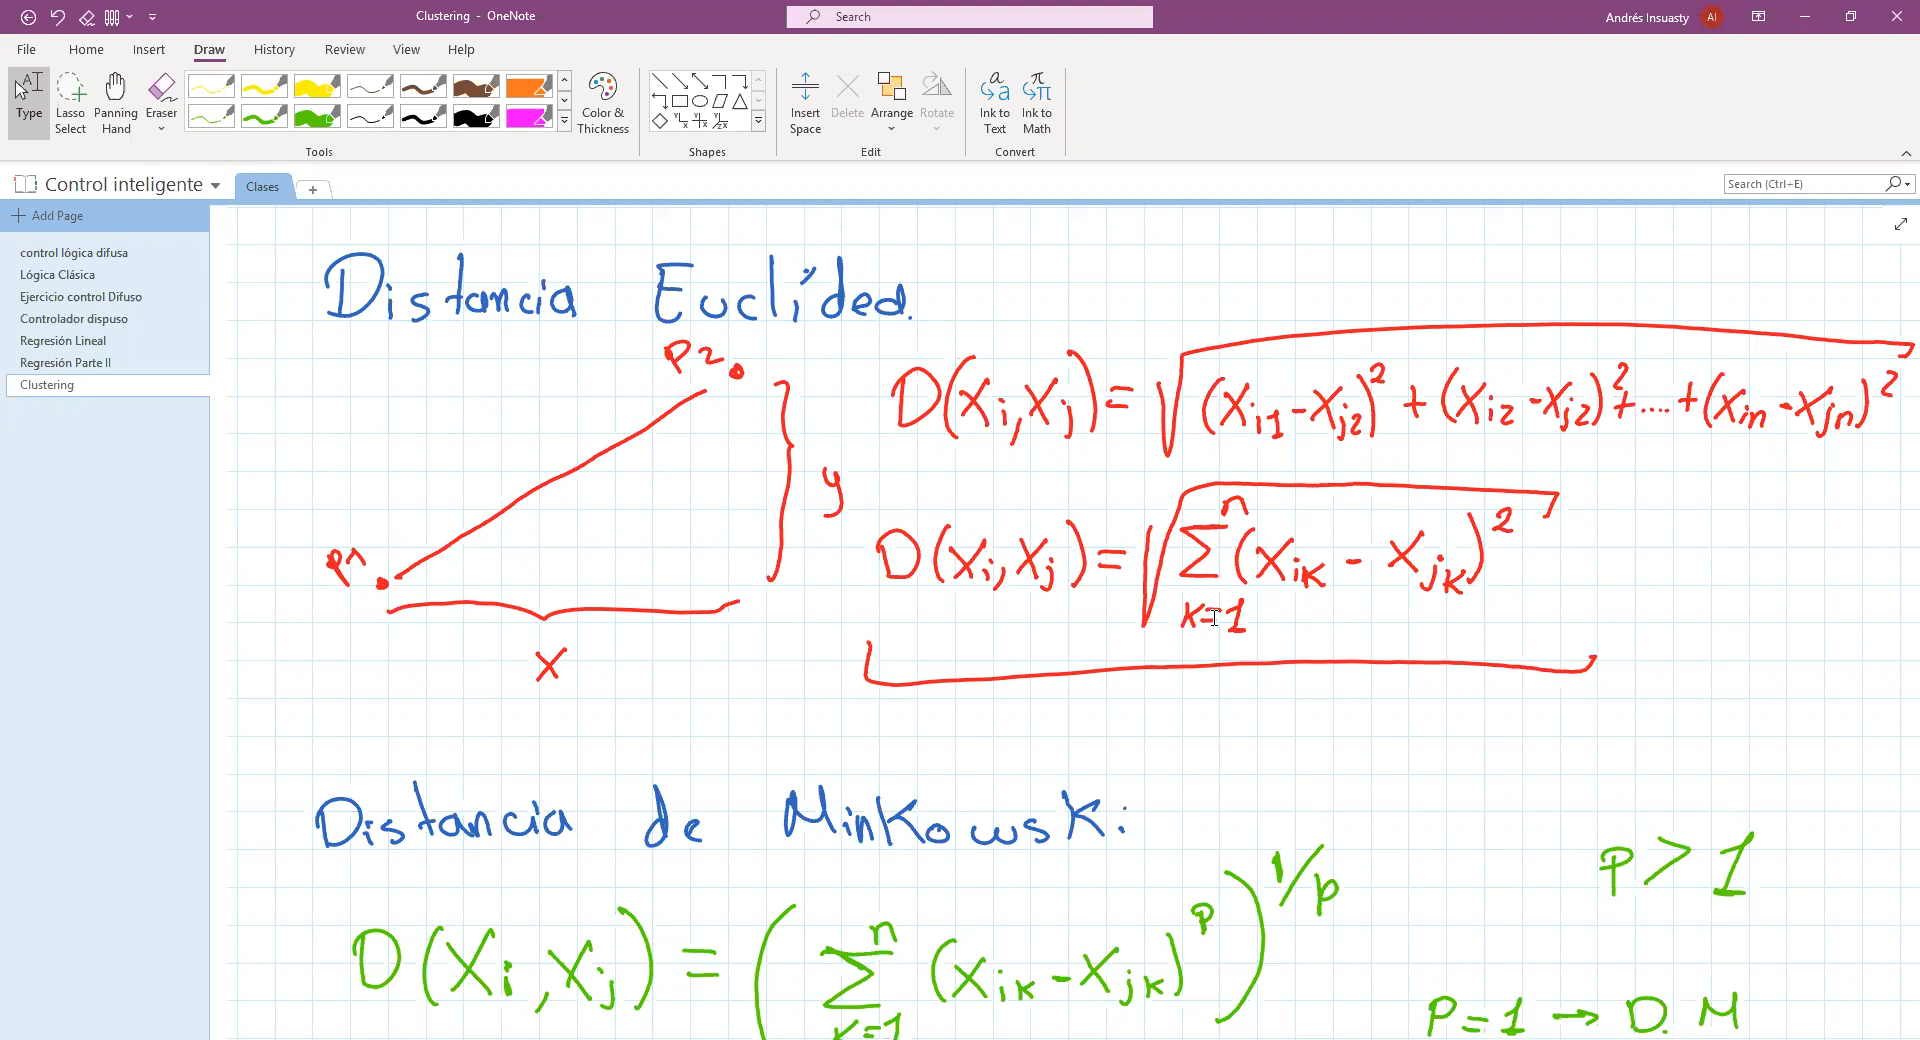 Clustering - OneNote
Search
Andrés Insuasty
AI
File Home Insert Draw History Review View Help
Type
Lasso Select
Panning Hand
Eraser
Color & Thickness
Insert Space
Delete
Arrange
Rotate
Ink to Text
Ink to Math
Tools
Shapes
Edit
Convert
Control inteligente
Clases
+
Search (Ctrl+E)
Add Page
control lógica difusa
Lógica Clásica
Ejercicio control Difuso
Controlador dispuso
Regresión Lineal
Regresión Parte II
Clustering
Distancia Euclídea.
P2
P1
y
x
D(Xi,Xj)=√(Xi1-Xj2)²+(Xi2-Xj2)²+....+(Xin-Xjn)²
D(Xi,Xj)=√∑ⁿ(Xik-Xjk)²
k=1
Distancia de Minkowski
D(Xi,Xj)=(∑ⁿ(Xik-Xjk)ᵖ)^1/p
k=1
P>1
P=1→D.M